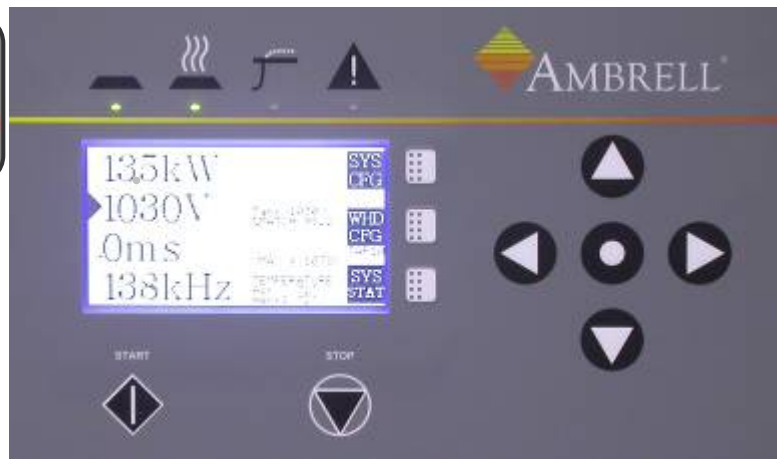 AMBRELL
13.5kW
SYS
CFG
1030V
WHD
CFG
0ms
138kHz
SYS
STAT
START
STOP